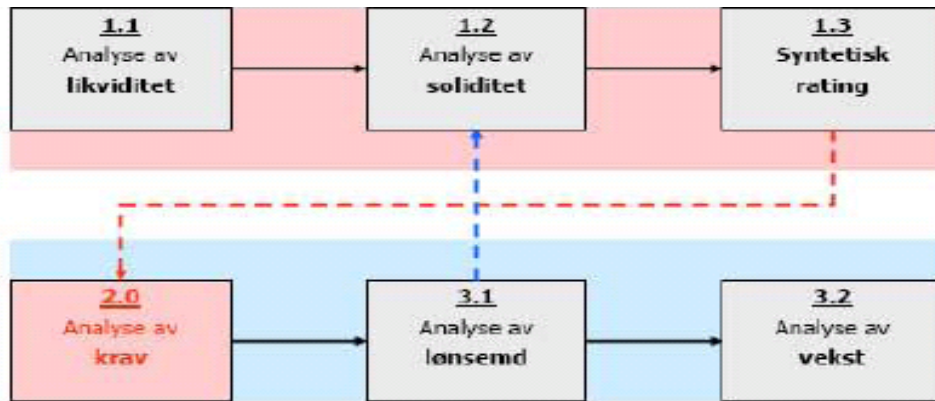 1.1
Analyse av
likviditet
1.2
Analyse av
soliditet
1.3
Syntetisk
rating
2.0
Analyse av
krav
3.1
Analyse av
lønsemd
3.2
Analyse av
vekst